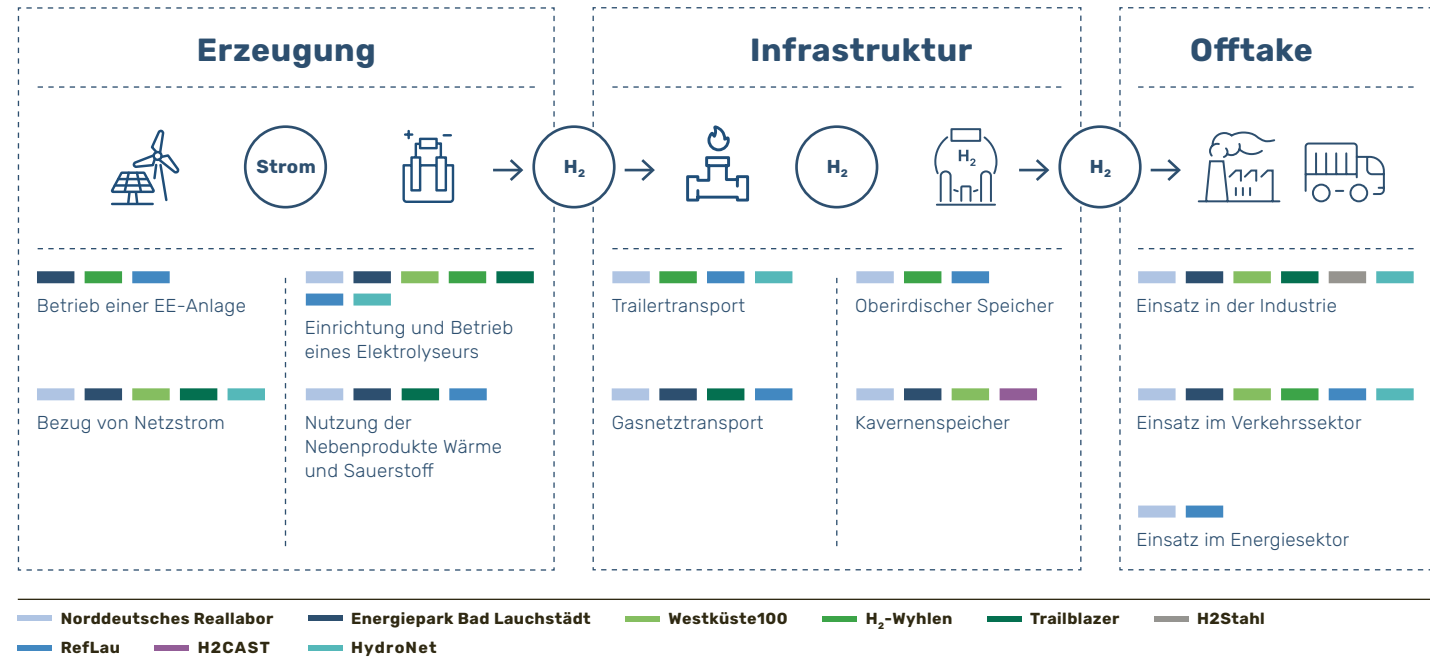 Erzeugung
Infrastruktur
Offtake
+ −
Strom
H₂
H₂
H₂
H₂
Betrieb einer EE-Anlage
Einrichtung und Betrieb
eines Elektrolyseurs
Bezug von Netzstrom
Nutzung der
Nebenprodukte Wärme
und Sauerstoff
Trailertransport
Oberirdischer Speicher
Gasnetztransport
Kavernenspeicher
Einsatz in der Industrie
Einsatz im Verkehrssektor
Einsatz im Energiesektor
Norddeutsches Reallabor Energiepark Bad Lauchstädt Westküste100 H₂-Wyhlen Trailblazer H2Stahl
RefLau H2CAST HydroNet